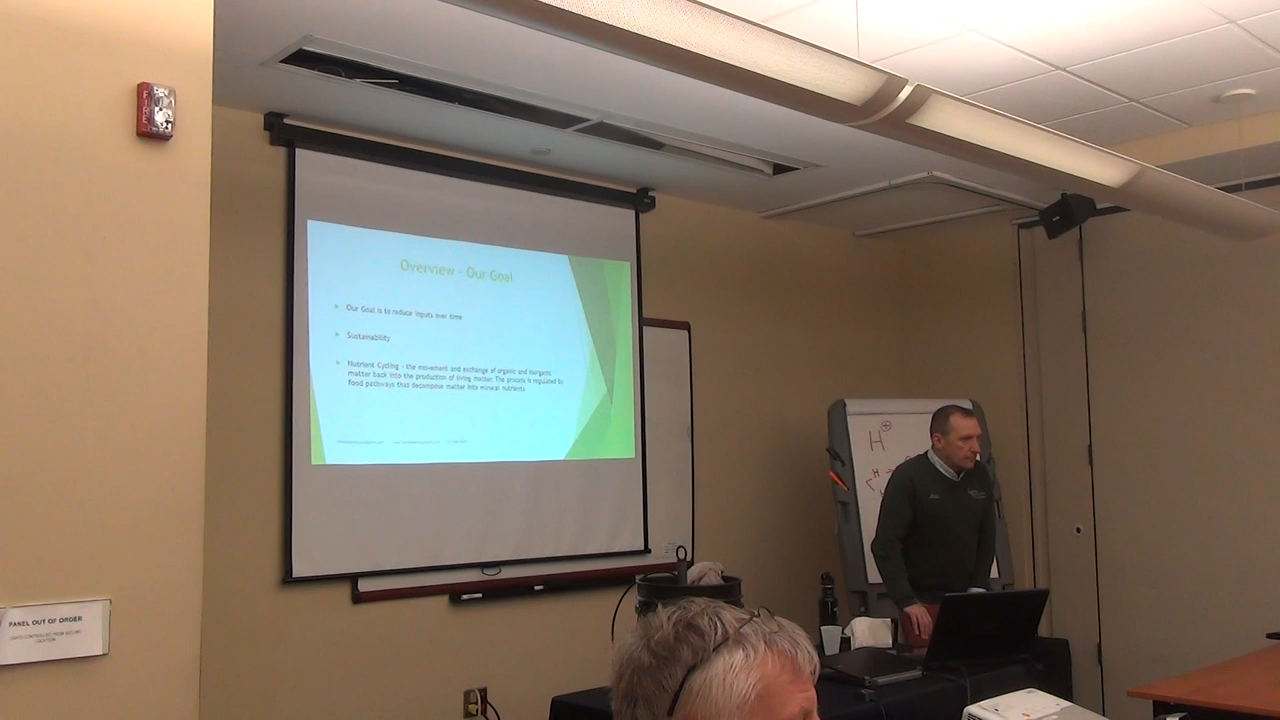 FIRE
Overview - Our Goal
Our Goal is to reduce inputs over time
Sustainability
Nutrient Cycling - the movement and exchange of organic and inorganic
matter back into the production of living matter. The process is regulated by
food pathways that decompose matter into mineral nutrients
H +
H
PANEL OUT OF ORDER